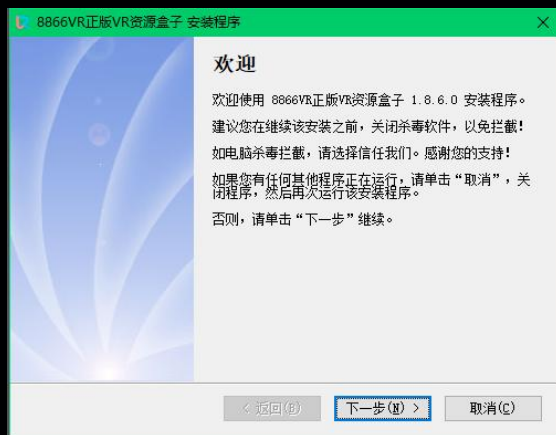 8866VR正版VR资源盒子 安装程序
欢迎
欢迎使用 8866VR正版VR资源盒子 1.8.6.0 安装程序。
建议您在继续该安装之前，关闭杀毒软件，以免拦截！
如电脑杀毒拦截，请选择信任我们。感谢您的支持！
如果您有任何其他程序正在运行，请单击“取消”，关
闭程序，然后再次运行该安装程序。
否则，请单击“下一步”继续。
< 返回(B)
下一步(N) >
取消(C)